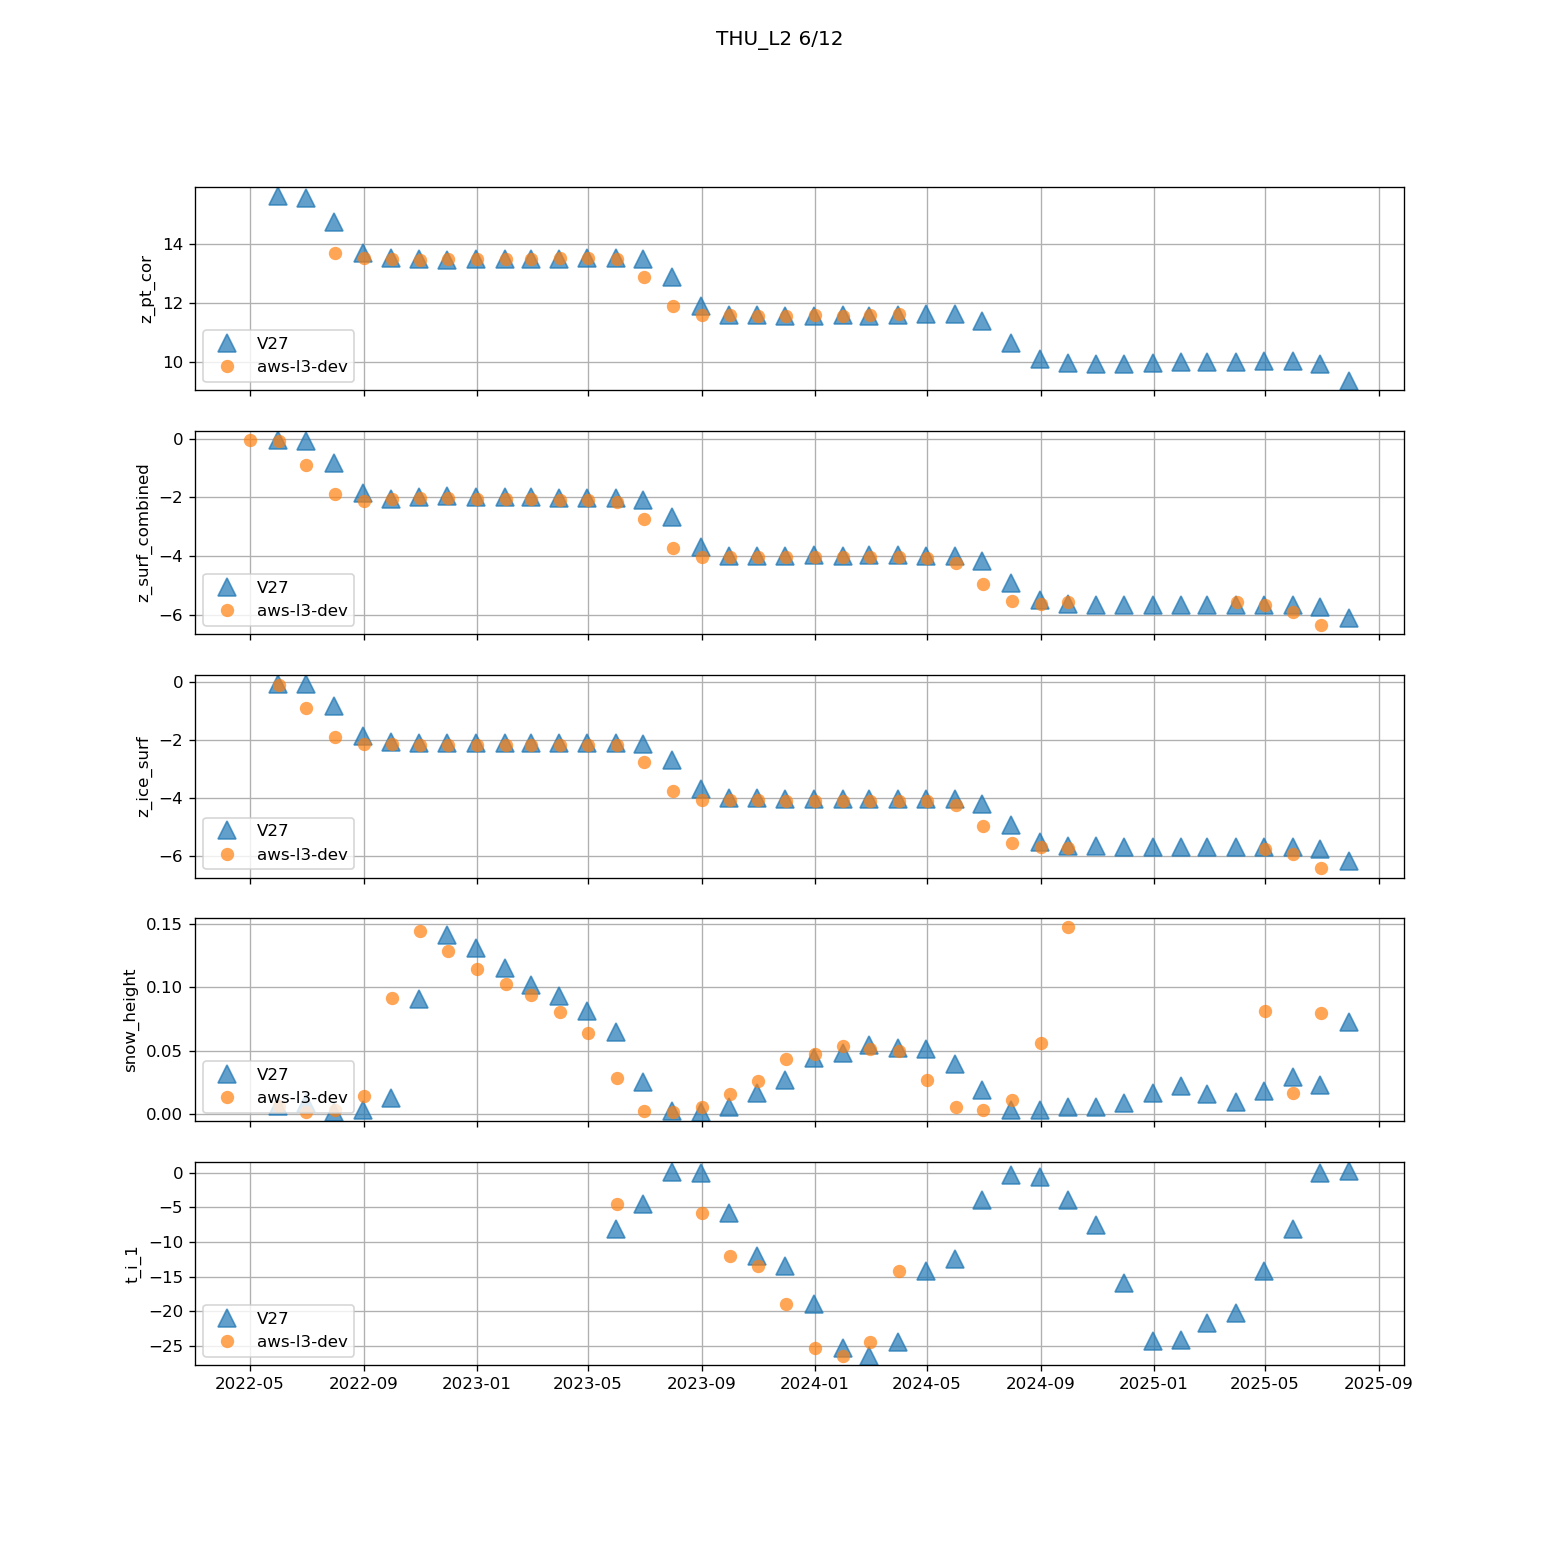 THU_L2 6/12
z_pt_cor
14
12
10
V27
aws-l3-dev
z_surf_combined
0
−2
−4
−6
V27
aws-l3-dev
z_ice_surf
0
−2
−4
−6
V27
aws-l3-dev
snow_height
0.15
0.10
0.05
0.00
V27
aws-l3-dev
t_i_1
0
−5
−10
−15
−20
−25
V27
aws-l3-dev
2022-05 2022-09 2023-01 2023-05 2023-09 2024-01 2024-05 2024-09 2025-01 2025-05 2025-09